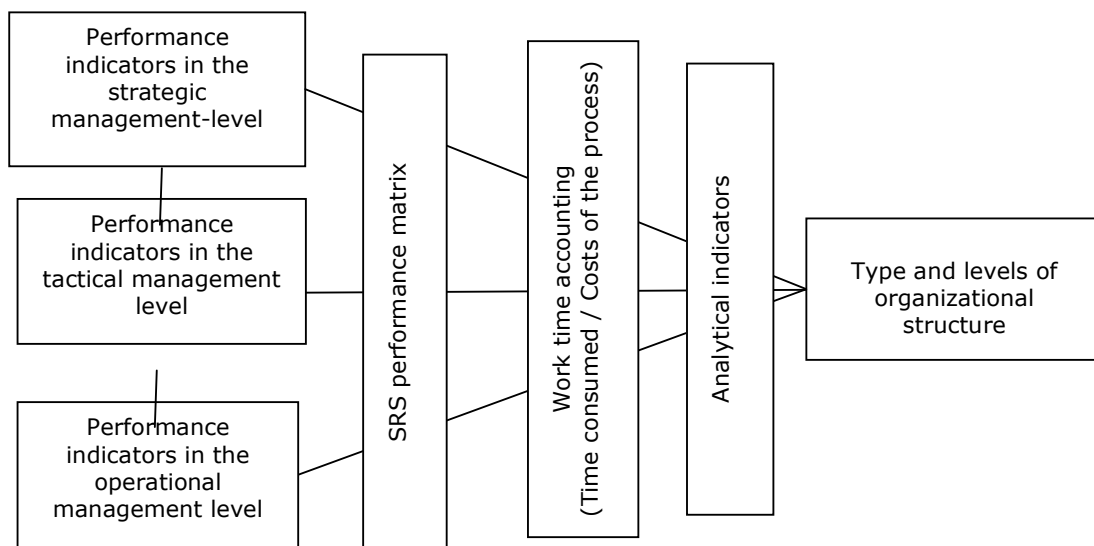 Performance
indicators in the
strategic
management-level
Performance
indicators in the
tactical management
level
Performance
indicators in the
operational
management level
SRS performance matrix
Work time accounting
(Time consumed / Costs of the process)
Analytical indicators
Type and levels of
organizational
structure